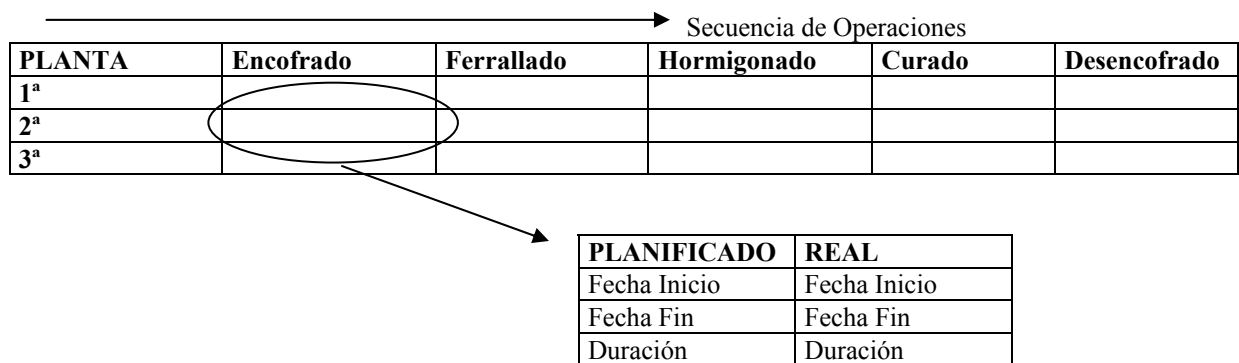 Secuencia de Operaciones
PLANTA Encofrado Ferrallado Hormigonado Curado Desencofrado
1ª
2ª
3ª
PLANIFICADO REAL
Fecha Inicio Fecha Inicio
Fecha Fin Fecha Fin
Duración Duración